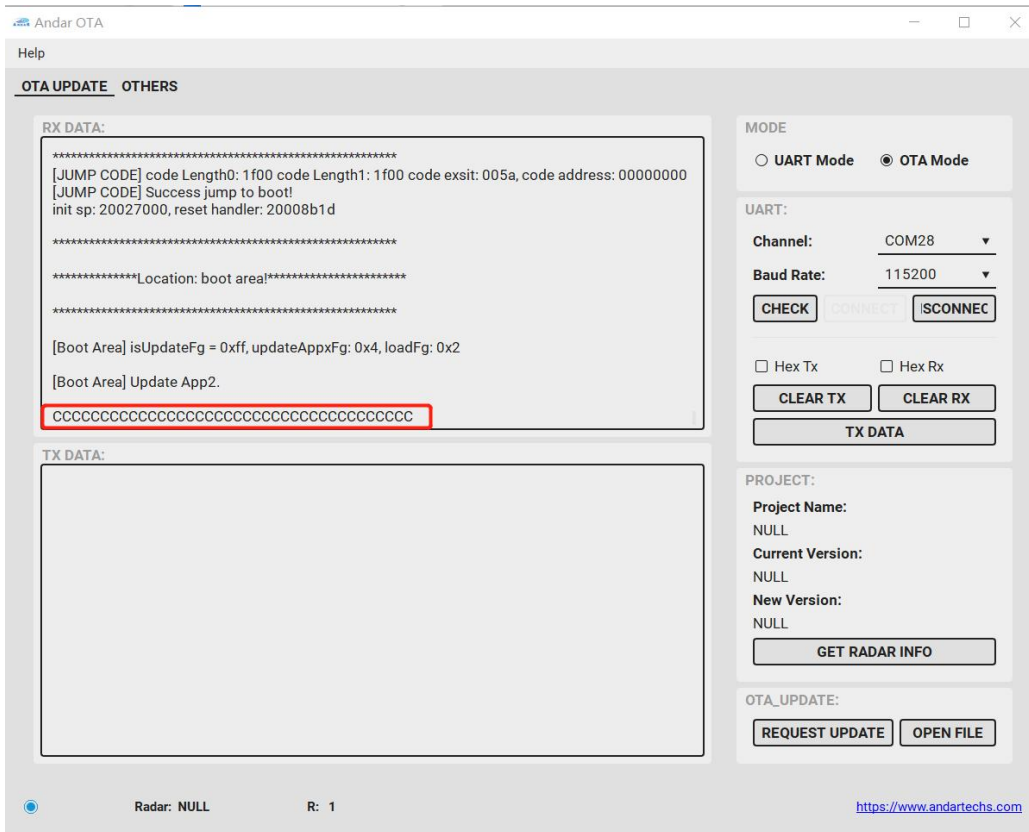 Andar OTA
Help
OTA UPDATE OTHERS
RX DATA:
*********************************************************
[JUMP CODE] code Length0: 1f00 code Length1: 1f00 code exsit: 005a, code address: 00000000
[JUMP CODE] Success jump to boot!
init sp: 20027000, reset handler: 20008b1d
*********************************************************
**************Location: boot area!***********************
*********************************************************
[Boot Area] isUpdateFg = 0xff, updateAppxFg: 0x4, loadFg: 0x2
[Boot Area] Update App2.
CCCCCCCCCCCCCCCCCCCCCCCCCCCCCCCCCCCCCC
TX DATA:
MODE
UART Mode OTA Mode
UART:
Channel: COM28
Baud Rate: 115200
CHECK CONNECT ISCONNEC
Hex Tx Hex Rx
CLEAR TX CLEAR RX
TX DATA
PROJECT:
Project Name:
NULL
Current Version:
NULL
New Version:
NULL
GET RADAR INFO
OTA_UPDATE:
REQUEST UPDATE OPEN FILE
Radar: NULL R: 1 https://www.andartechs.com